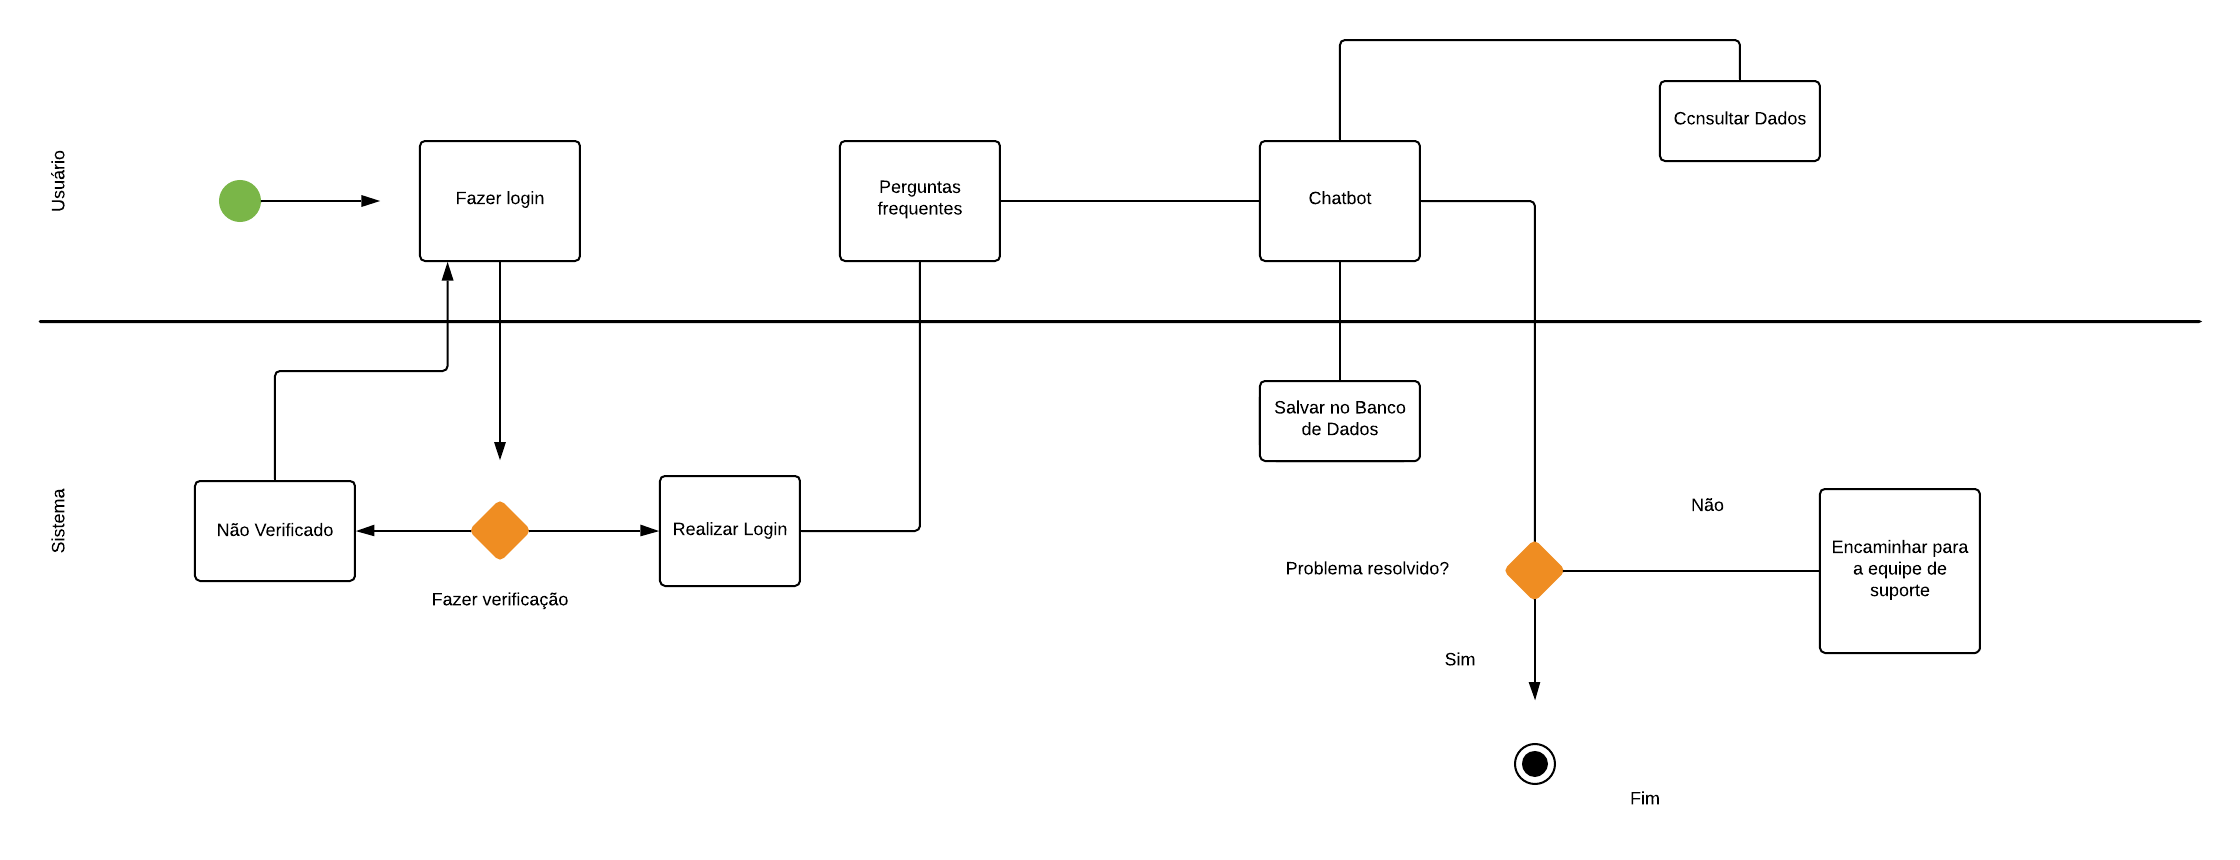 Usuário
Fazer login
Perguntas
frequentes
Chatbot
Ccnsultar Dados
Sistema
Não Verificado
Fazer verificação
Realizar Login
Salvar no Banco
de Dados
Problema resolvido?
Não
Encaminhar para
a equipe de
suporte
Sim
Fim